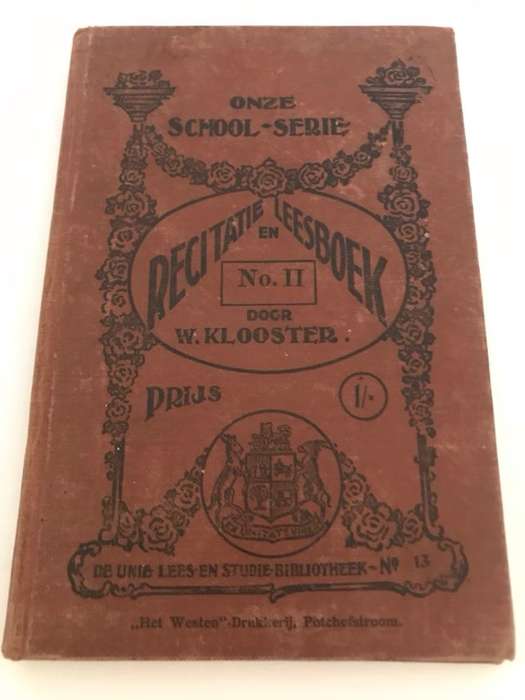 ONZE
SCHOOL-SERIE
RECITATIE EN LEESBOEK
No. II
DOOR
W. KLOOSTER.
PRIJS 1/-
DE UNIE LEES-EN STUDIE-BIBLIOTHEEK-No 13
„Het Westen"-Drukkerij, Potchefstroom.